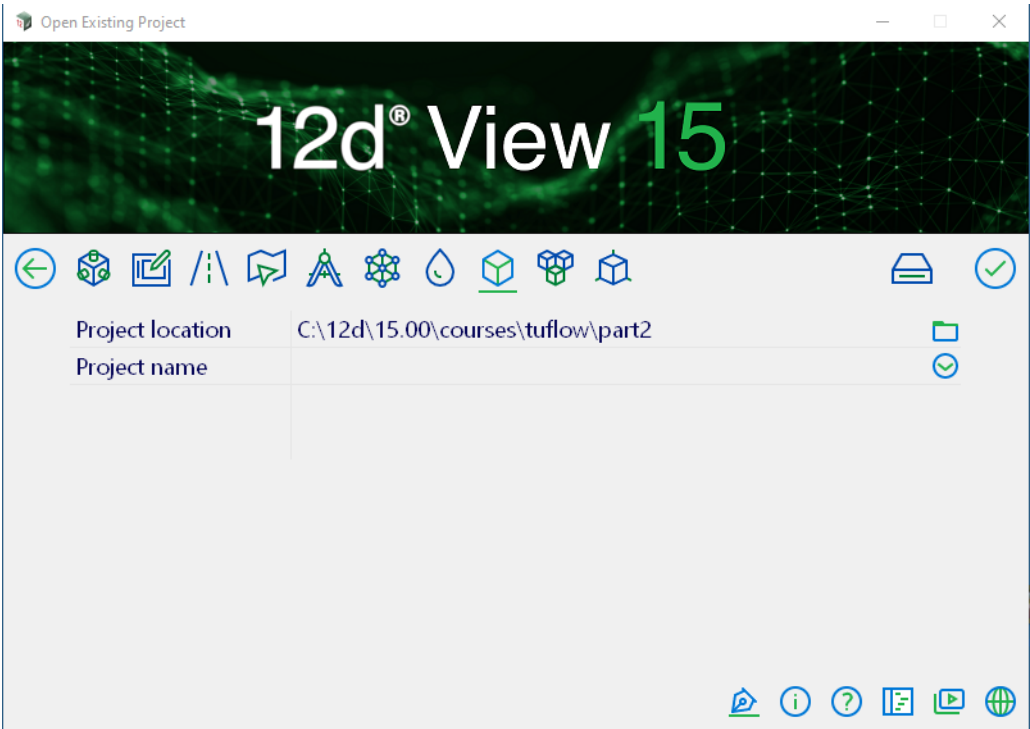 Open Existing Project
12d® View 15
Project location C:\12d\15.00\courses\tuflow\part2
Project name